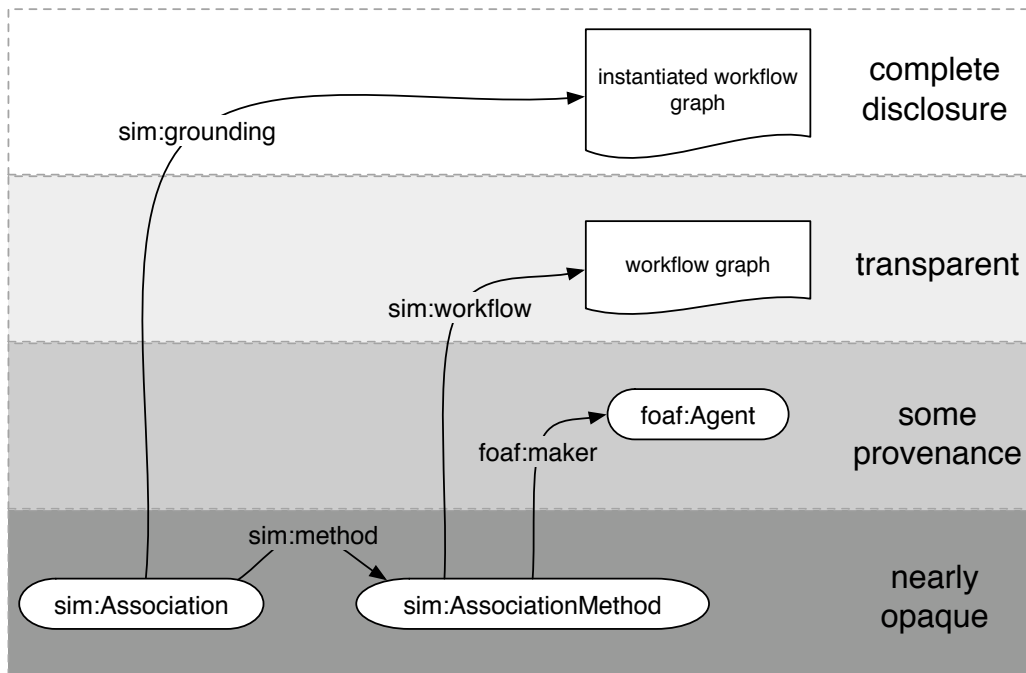 instantiated workflow
graph
complete
disclosure
sim:grounding
workflow graph
transparent
sim:workflow
foaf:Agent
some
provenance
foaf:maker
sim:method
sim:Association
sim:AssociationMethod
nearly
opaque